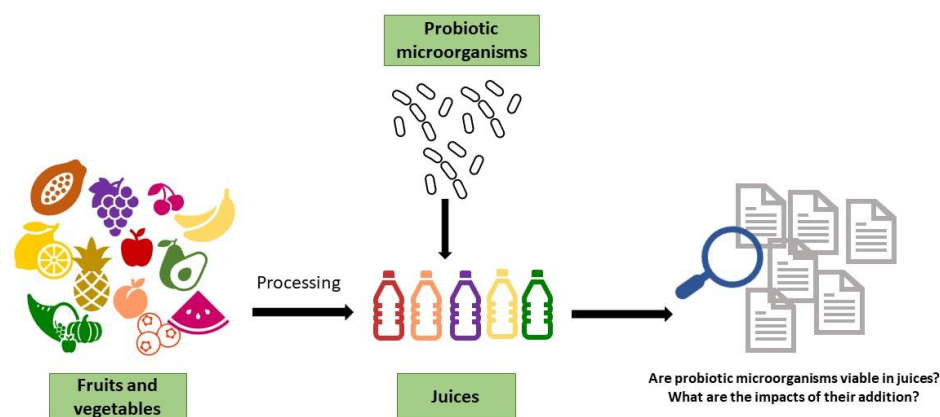 Probiotic
microorganisms
Processing
Fruits and
vegetables
Juices
Are probiotic microorganisms viable in juices?
What are the impacts of their addition?